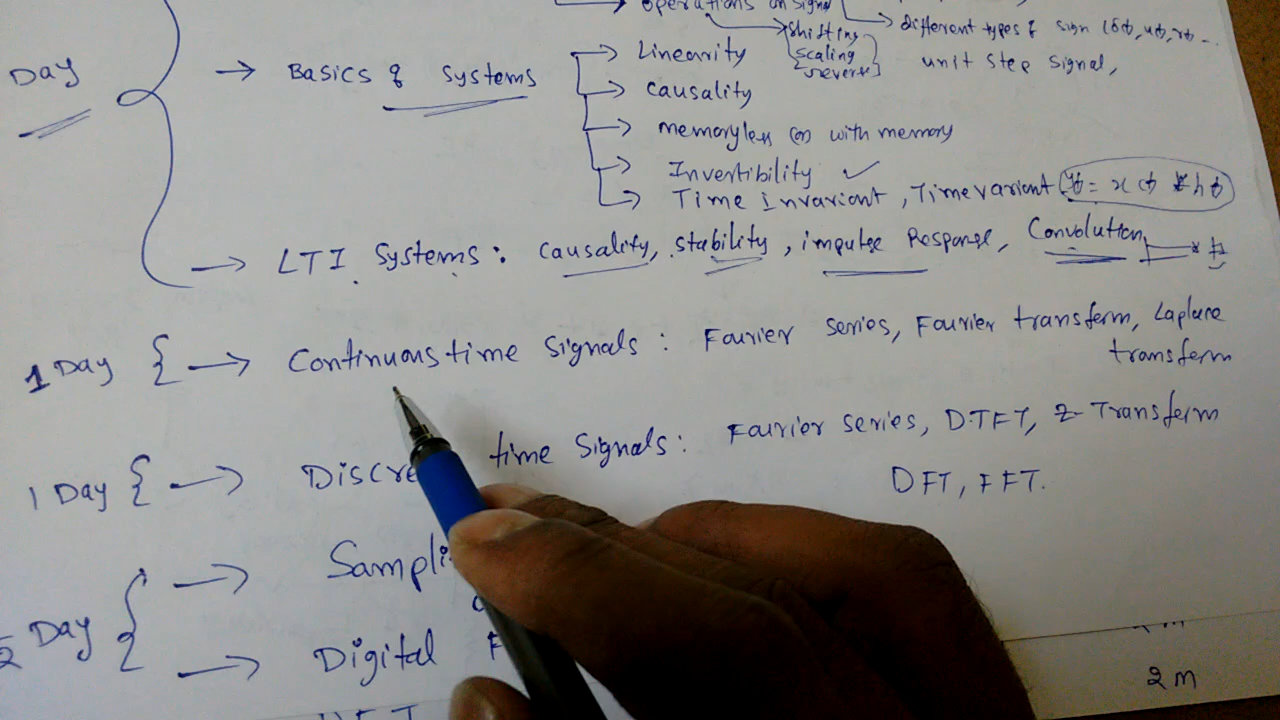 operations on signal
different types of sign (δ(t), u(t), r(t) -..
shifting
scaling
reverse
unit step signal,
Day
Basics of Systems
Linearity
causality
memoryless (or) with memory
Invertibility ✓
Time invariant, Time variant y(t) = x(t) * h(t)
LTI Systems: causality, stability, impulse Response, Convolution
1 Day { → Continuous time signals: Fourier series, Fourier transform, Laplace
transform
1 Day { → Discre time signals: Fourier series, DTFT, z-Transform
DFT, FFT.
Day
Sampli
Digital F
2m